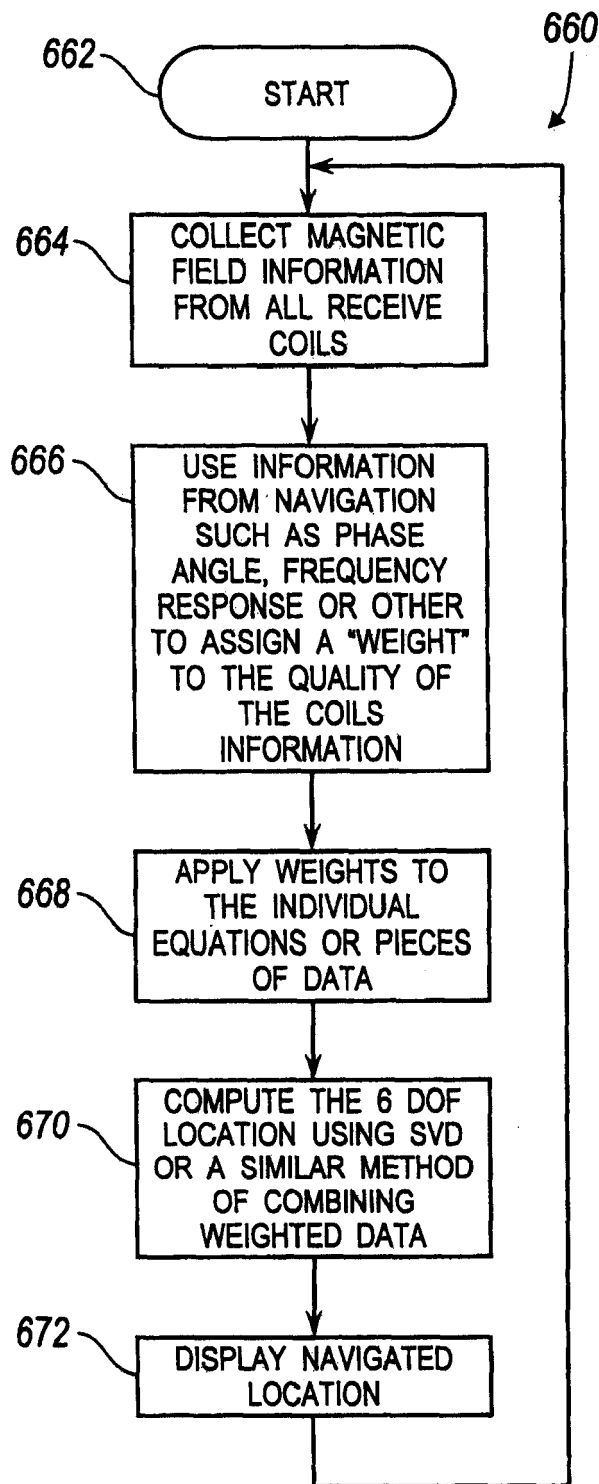 660
662
START
664
COLLECT MAGNETIC
FIELD INFORMATION
FROM ALL RECEIVE
COILS
666
USE INFORMATION
FROM NAVIGATION
SUCH AS PHASE
ANGLE, FREQUENCY
RESPONSE OR OTHER
TO ASSIGN A "WEIGHT"
TO THE QUALITY OF
THE COILS
INFORMATION
668
APPLY WEIGHTS TO
THE INDIVIDUAL
EQUATIONS OR PIECES
OF DATA
670
COMPUTE THE 6 DOF
LOCATION USING SVD
OR A SIMILAR METHOD
OF COMBINING
WEIGHTED DATA
672
DISPLAY NAVIGATED
LOCATION